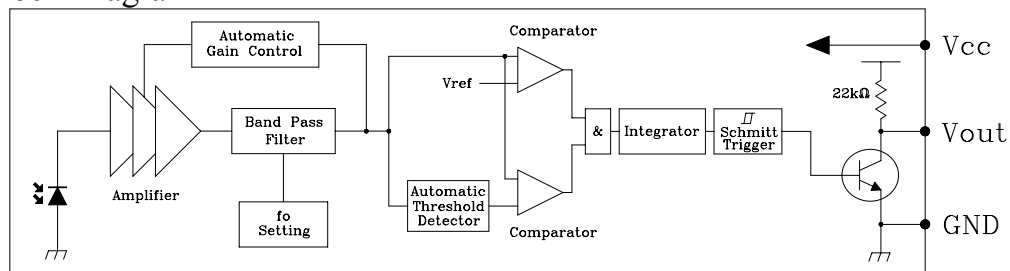 Automatic
Gain Control
Comparator
Vcc
Vref
22kΩ
Band Pass
Filter
&
Integrator
Schmitt
Trigger
Vout
Amplifier
Automatic
Threshold
Detector
fo
Setting
Comparator
GND